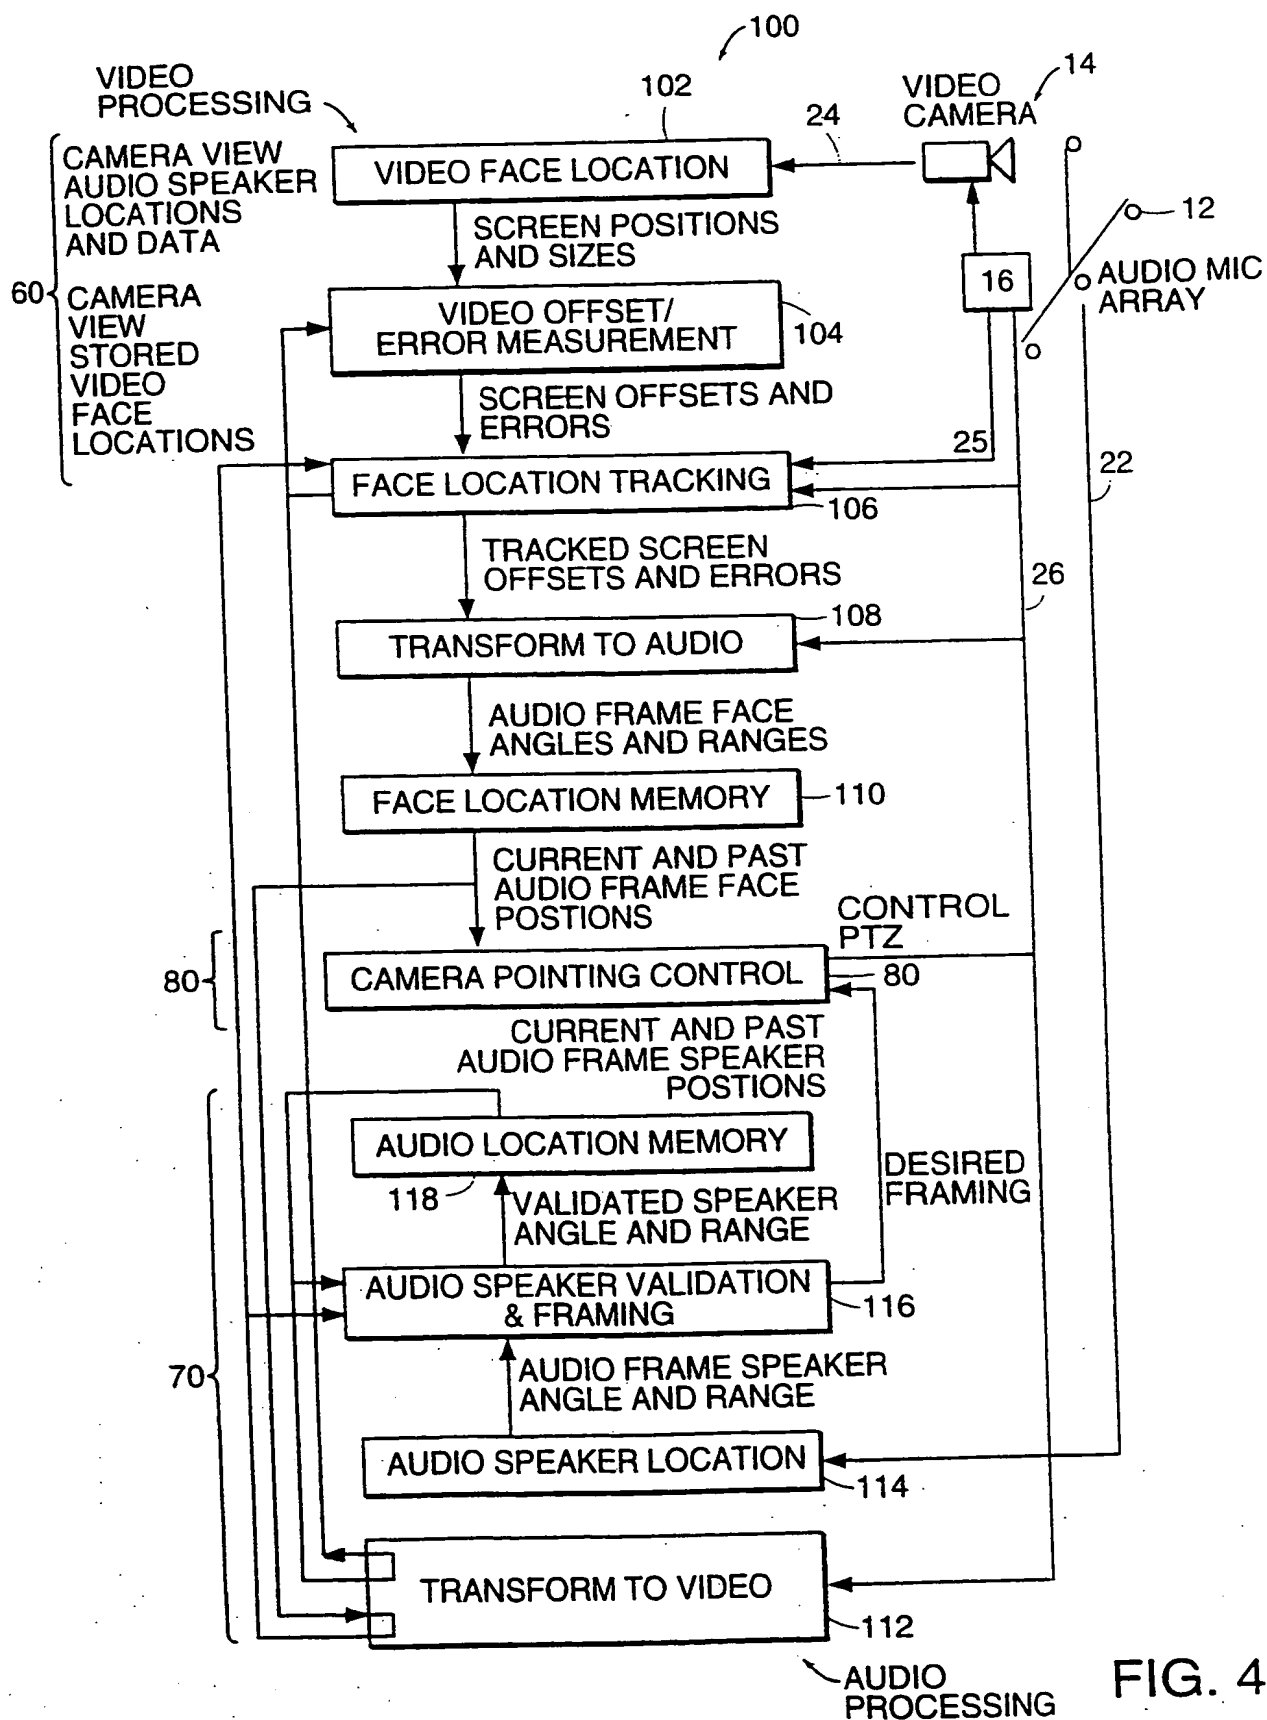 100
VIDEO
PROCESSING
102
24
VIDEO
CAMERA
14
CAMERA VIEW
AUDIO SPEAKER
LOCATIONS
AND DATA
VIDEO FACE LOCATION
12
SCREEN POSITIONS
AND SIZES
16
AUDIO MIC
ARRAY
60
CAMERA
VIEW
STORED
VIDEO
FACE
LOCATIONS
VIDEO OFFSET/
ERROR MEASUREMENT
104
SCREEN OFFSETS AND
ERRORS
25
22
FACE LOCATION TRACKING
106
TRACKED SCREEN
OFFSETS AND ERRORS
26
108
TRANSFORM TO AUDIO
AUDIO FRAME FACE
ANGLES AND RANGES
FACE LOCATION MEMORY
110
CURRENT AND PAST
AUDIO FRAME FACE
POSTIONS
CONTROL
PTZ
80
CAMERA POINTING CONTROL
80
CURRENT AND PAST
AUDIO FRAME SPEAKER
POSTIONS
AUDIO LOCATION MEMORY
118
VALIDATED SPEAKER
ANGLE AND RANGE
DESIRED
FRAMING
AUDIO SPEAKER VALIDATION
& FRAMING
116
70
AUDIO FRAME SPEAKER
ANGLE AND RANGE
AUDIO SPEAKER LOCATION
114
TRANSFORM TO VIDEO
112
AUDIO
PROCESSING
FIG. 4